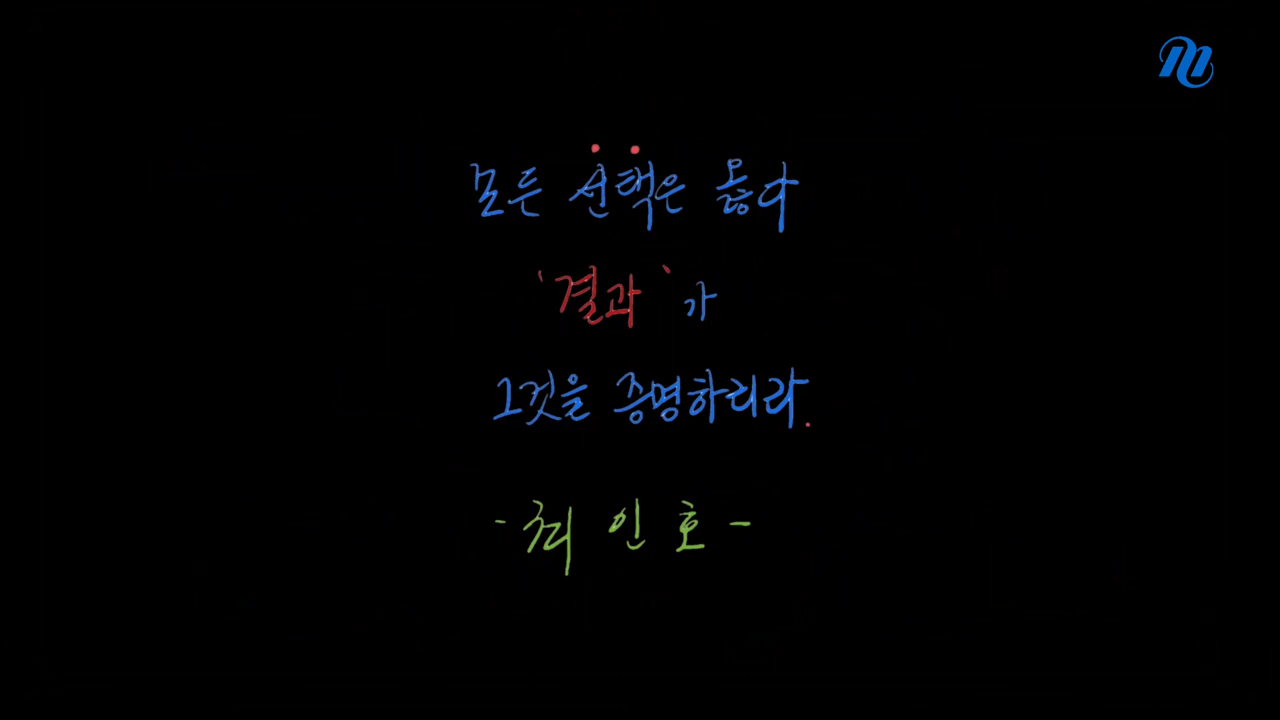 모든 선택은 옳다
'결과'가
그것을 증명하리라.
- 최인호 -